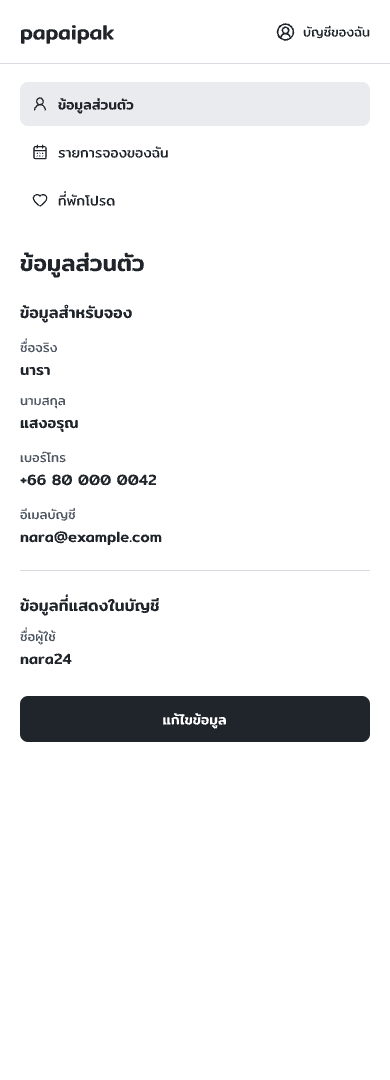 papaipak
บัญชีของฉัน
ข้อมูลส่วนตัว
รายการจองของฉัน
ที่พักโปรด
ข้อมูลส่วนตัว
ข้อมูลสำหรับจอง
ชื่อจริง
นารา
นามสกุล
แสงอรุณ
เบอร์โทร
+66 80 000 0042
อีเมลบัญชี
nara@example.com
ข้อมูลที่แสดงในบัญชี
ชื่อผู้ใช้
nara24
แก้ไขข้อมูล